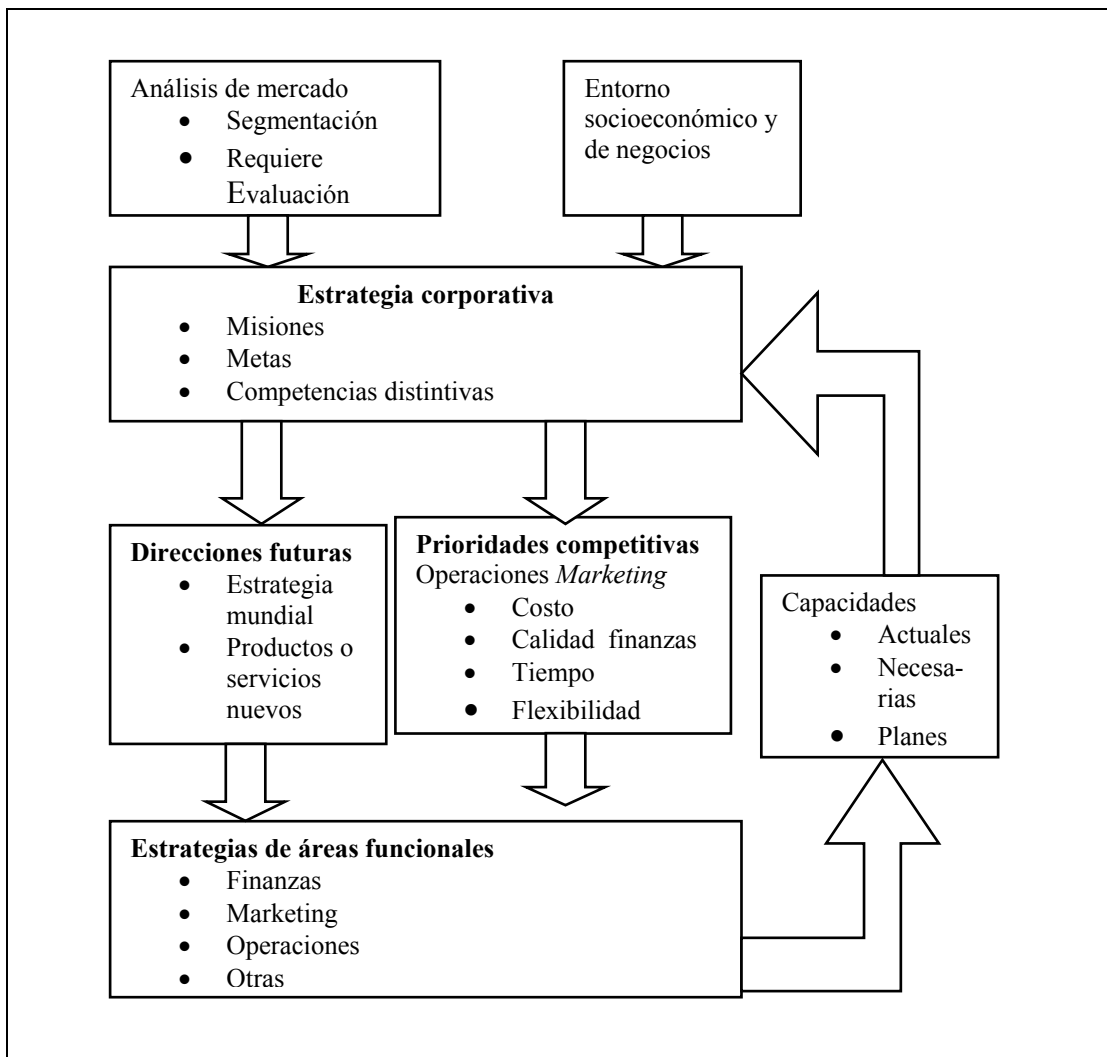 Análisis de mercado
• Segmentación
• Requiere
Evaluación
Entorno
socioeconómico y
de negocios
Estrategia corporativa
• Misiones
• Metas
• Competencias distintivas
Direcciones futuras
• Estrategia
mundial
• Productos o
servicios
nuevos
Prioridades competitivas
Operaciones Marketing
• Costo
• Calidad finanzas
• Tiempo
• Flexibilidad
Capacidades
• Actuales
• Necesa-
rias
• Planes
Estrategias de áreas funcionales
• Finanzas
• Marketing
• Operaciones
• Otras